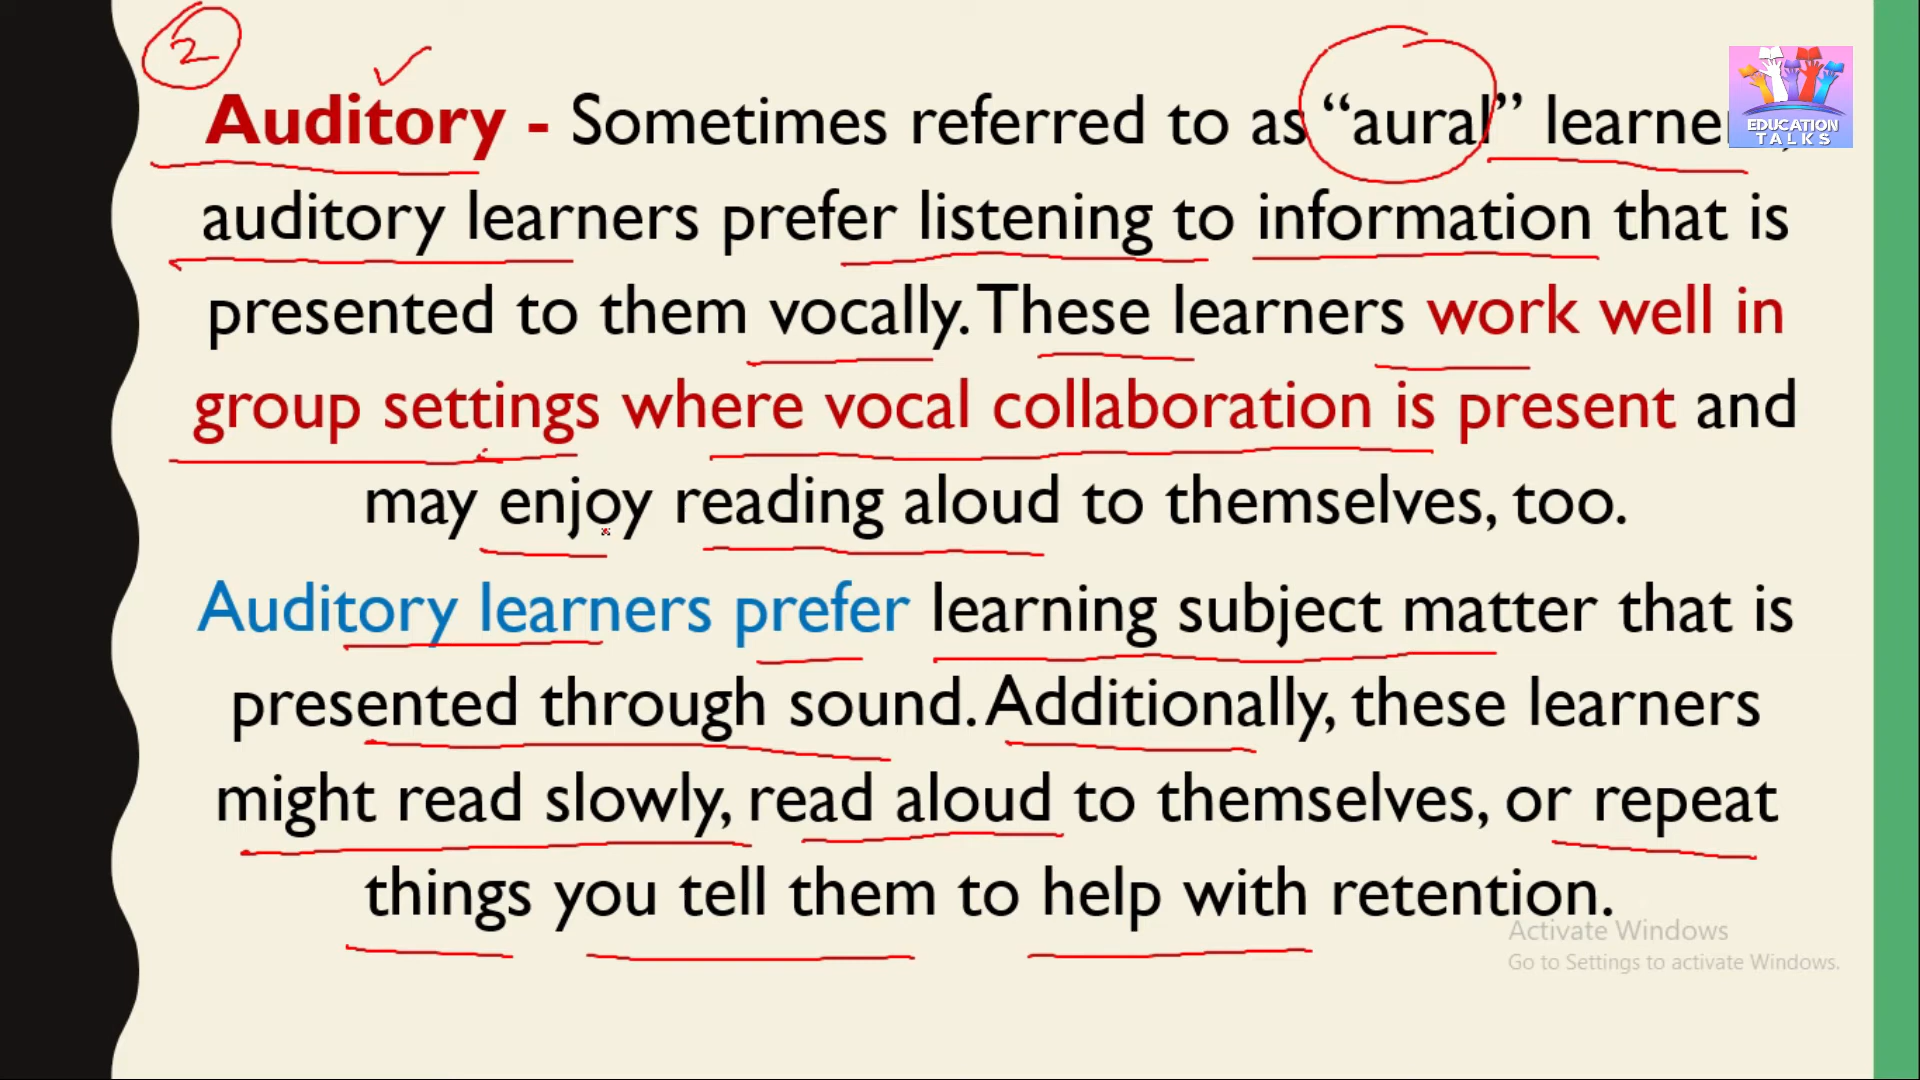 2
Auditory - Sometimes referred to as “aural” learner,
EDUCATION
TALKS
auditory learners prefer listening to information that is
presented to them vocally. These learners work well in
group settings where vocal collaboration is present and
may enjoy reading aloud to themselves, too.
Auditory learners prefer learning subject matter that is
presented through sound. Additionally, these learners
might read slowly, read aloud to themselves, or repeat
things you tell them to help with retention.
Activate Windows
Go to Settings to activate Windows.